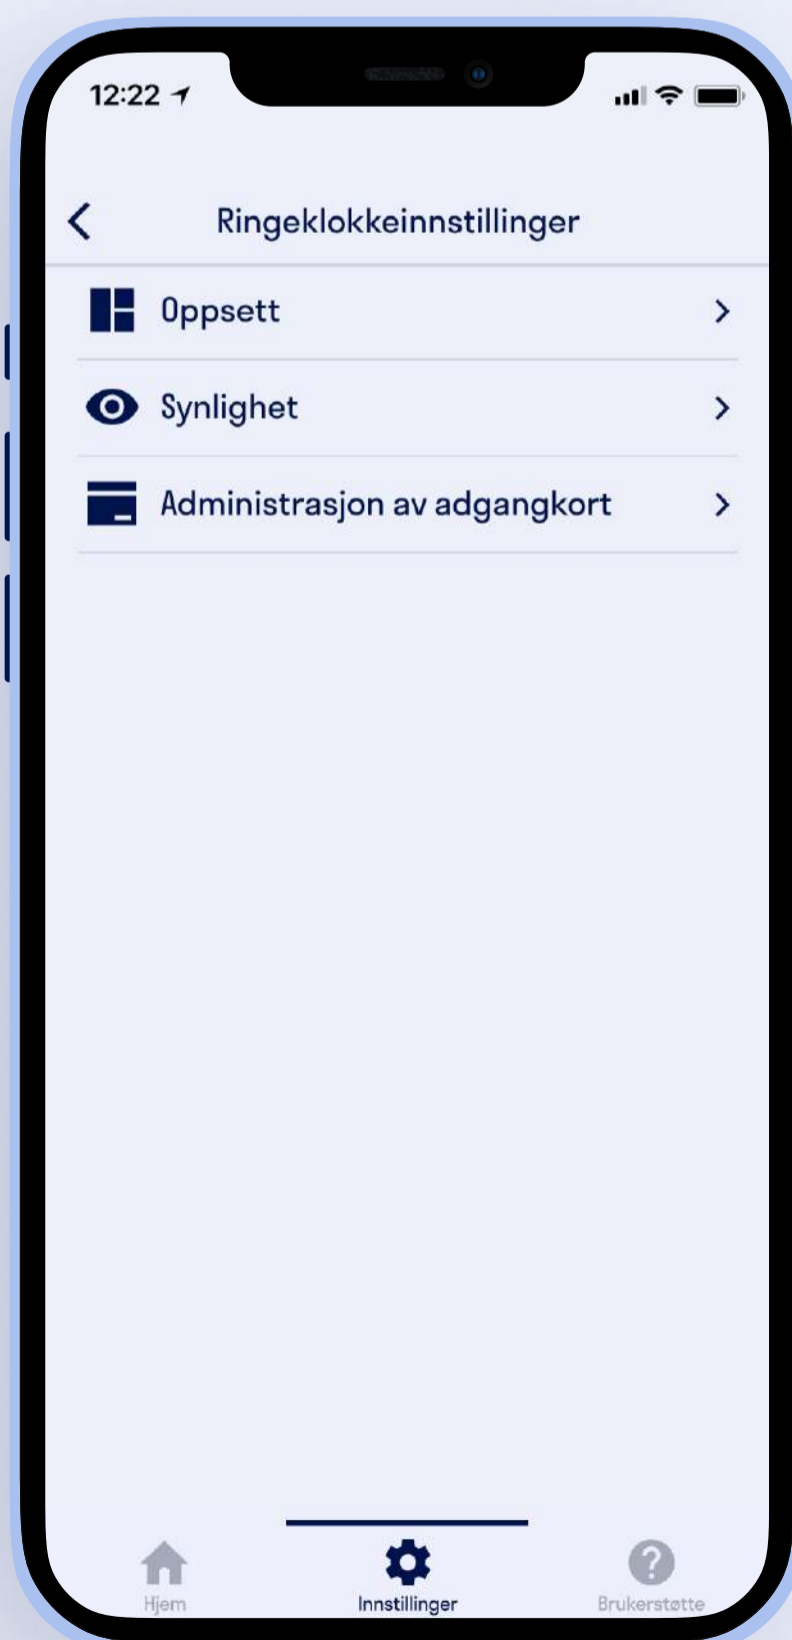 12:22
Ringeklokkeinnstillinger
Oppsett
Synlighet
Administrasjon av adgangkort
Hjem
Innstillinger
Brukerstøtte